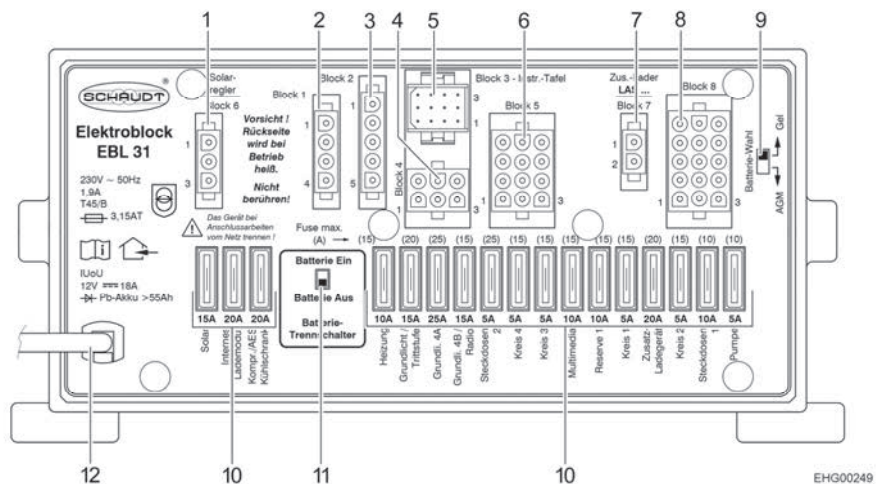 1
2
3
4
5
6
7
8
9
SCHAUDT
®
Elektroblock
EBL 31
230V ~ 50Hz
1,9A
T45/B
3,15AT
i
IUoU
12V 18A
Pb-Akku >55Ah
Solar-
regler
Block 6
1
3
Vorsicht !
Rückseite
wird bei
Betrieb
heiß.
Nicht
berühren!
Das Gerät bei
Anschlussarbeiten
vom Netz trennen !
Block 1
1
4
Block 2
1
5
Block 3 - Instr.-Tafel
3
1
Block 4
1
3
Block 5
1
3
Zus.-Lader
LAS ...
Block 7
1
2
Block 8
1
3
Batterie-Wahl
Gel
AGM
Fuse max.
(A) → (15) (20) (25) (15) (25) (15) (15) (15) (10) (15) (20) (15) (10) (10)
15A 20A 20A
Solar
Internes
Lademodul
Kompr./AES
Kühlschrank
Batterie Ein
Batterie Aus
Batterie-
Trennschalter
10A 15A 25A 15A 5A 5A 5A 10A 10A 5A 5A 5A 10A 5A
Heizung
Grundlicht /
Trittstufe
Grundli. 4A
Grundli. 4B /
Radio
Steckdosen
2
Kreis 4
Kreis 3
Multimedia
Reserve 1
Kreis 1
Zusatz-
Ladegerät
Kreis 2
Steckdosen
1
Pumpe
12
10
11
10
EHG00249